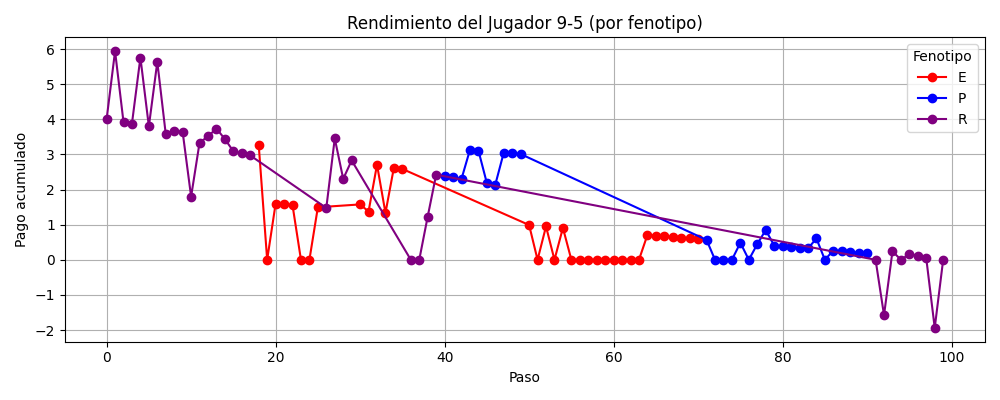 Rendimiento del Jugador 9-5 (por fenotipo)
Pago acumulado
6
5
4
3
2
1
0
−1
−2
0 20 40 60 80 100
Paso
Fenotipo
E
P
R